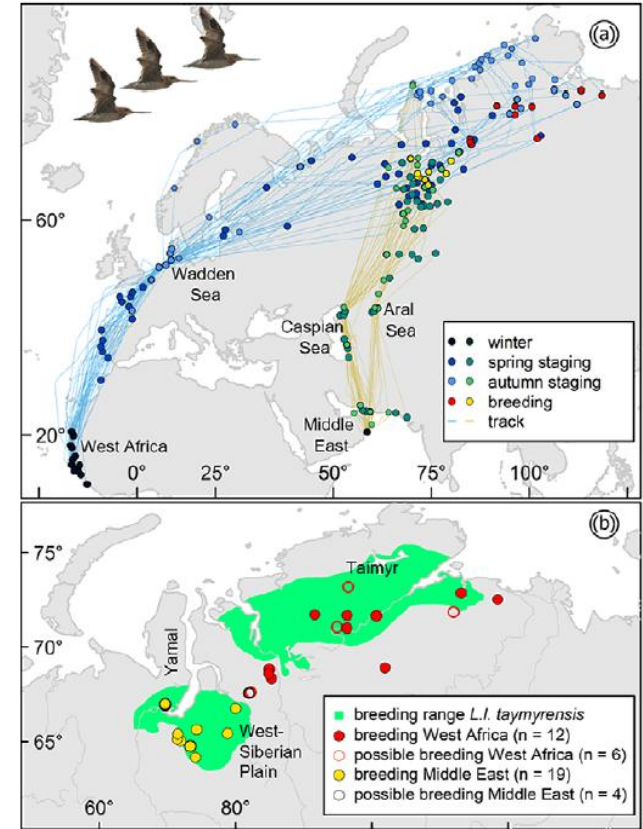 (a)
60°
Wadden
Sea
Caspian
Sea
Aral
Sea
winter
spring staging
autumn staging
breeding
track
Middle
East
20°
West Africa
0°
25°
50°
75°
100°
(b)
75°
Taimyr
70°
Yamal
65°
West-
Siberian
Plain
breeding range L.l. taymyrensis
breeding West Africa (n = 12)
possible breeding West Africa (n = 6)
breeding Middle East (n = 19)
possible breeding Middle East (n = 4)
60°
80°